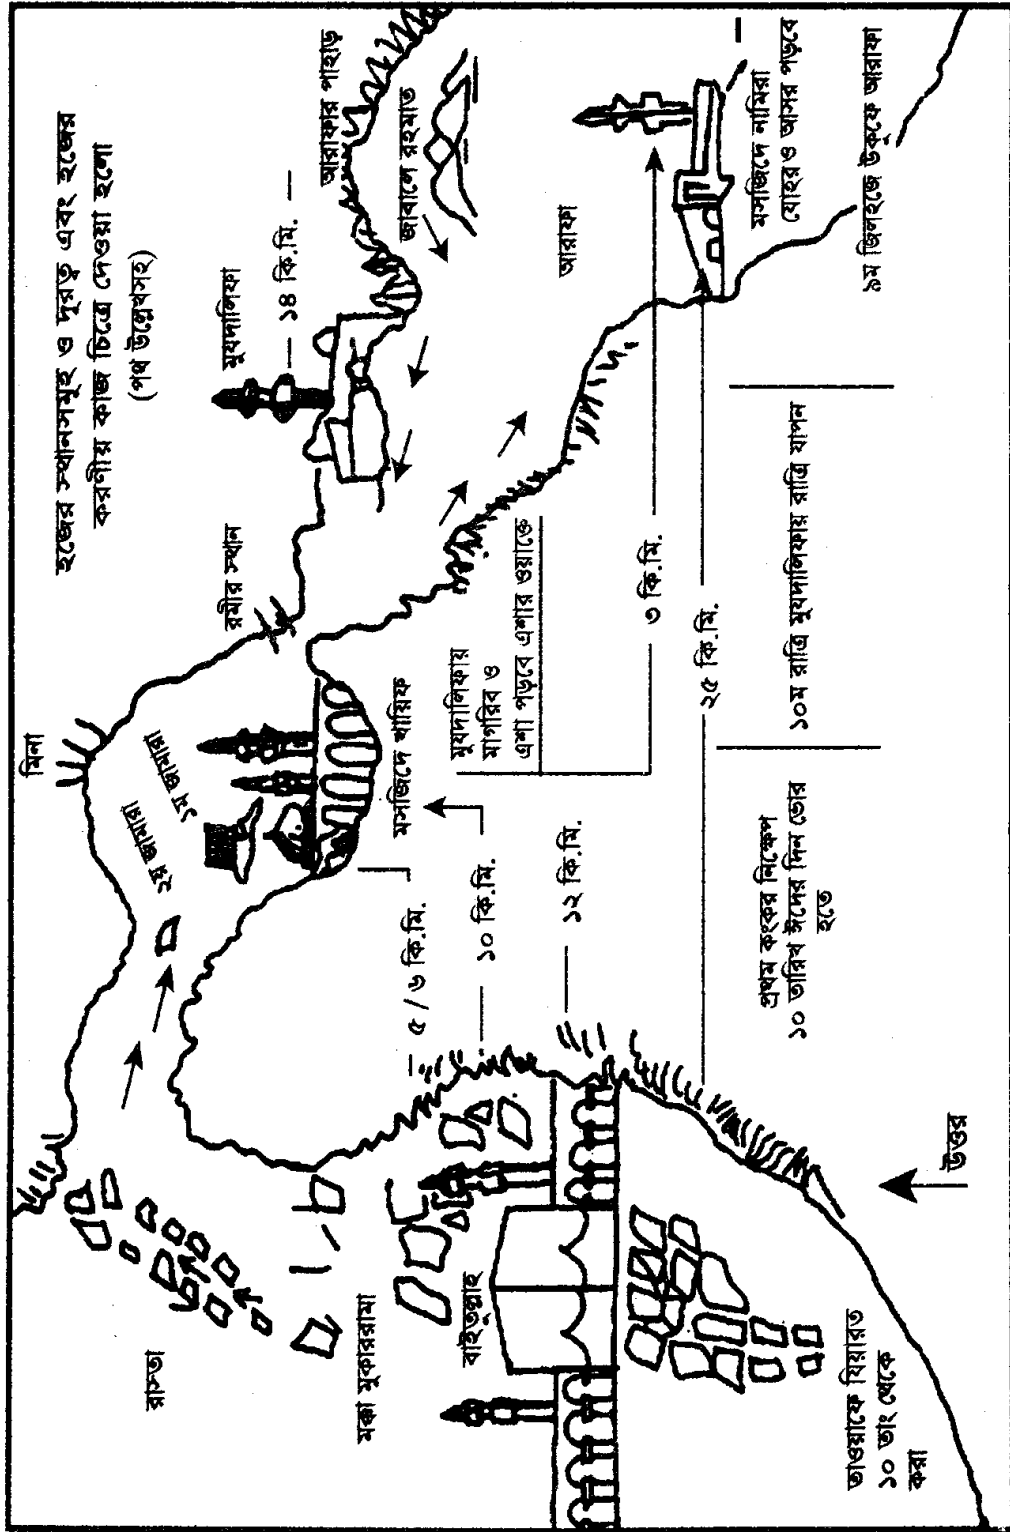 হজ্জের স্থানসমূহ ও দূরত্ব এবং হজ্জের
করণীয় কাজ চিত্রে দেওয়া হলো
(পথ উল্লেখসহ)
মিনা
রমীর স্থান
মুযদালিফা
১৪ কি.মি.
আরাফার পাহাড়
জাবালে রহমাত
২য় জামারা
১ম জামারা
রাস্তা
মক্কা মুকাররামা
মসজিদে খায়িফ
৫ / ৬ কি.মি.
১০ কি.মি.
মুযদালিফায়
মাগরিব ও
এশা পড়বে এশার ওয়াক্তে
বাইতুল্লাহ
১২ কি.মি.
আরাফা
৩ কি.মি.
২৫ কি.মি.
মসজিদে নামিরা
যোহর ও আসর পড়বে
প্রথম কংকর নিক্ষেপ
১০ তারিখ ঈদের দিন ভোর
হতে
১০ম রাত্রি মুযদালিফায় রাত্রি যাপন
৯ম জিলহজ্জে উকূফে আরাফা
তাওয়াফে যিয়ারত
১০ তাং থেকে
করা
উত্তর